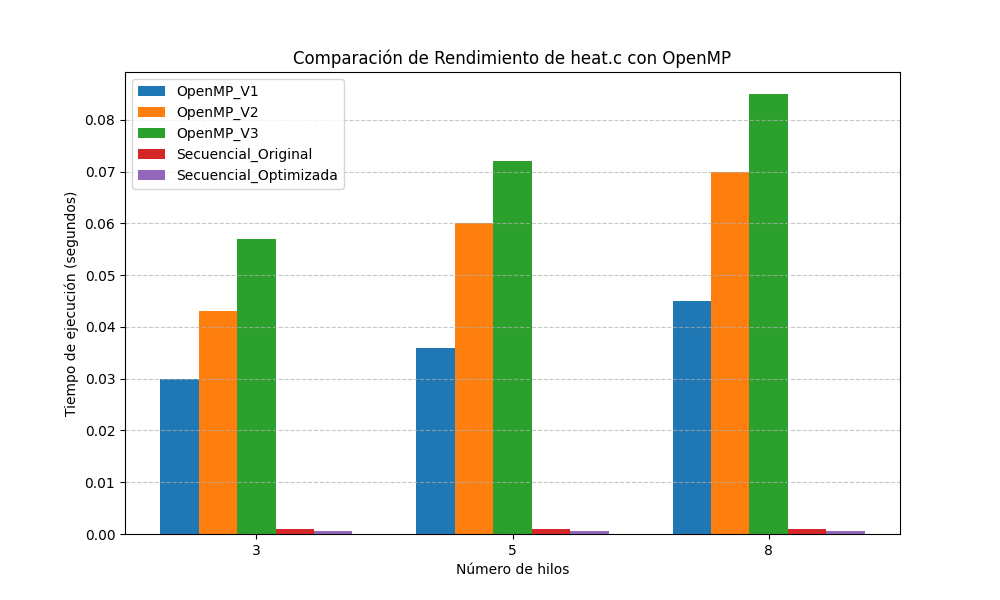 Comparación de Rendimiento de heat.c con OpenMP
OpenMP_V1
OpenMP_V2
OpenMP_V3
Secuencial_Original
Secuencial_Optimizada
Tiempo de ejecución (segundos)
0.08
0.07
0.06
0.05
0.04
0.03
0.02
0.01
0.00
3 5 8
Número de hilos